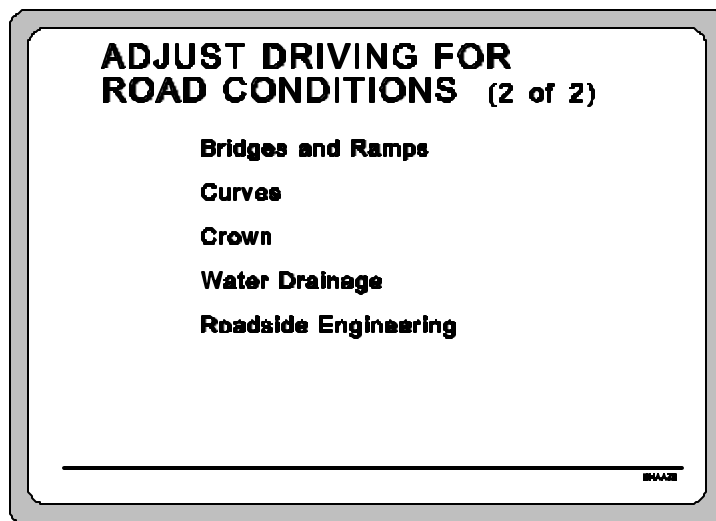 ADJUST DRIVING FOR
ROAD CONDITIONS (2 of 2)
Bridges and Ramps
Curves
Crown
Water Drainage
Roadside Engineering